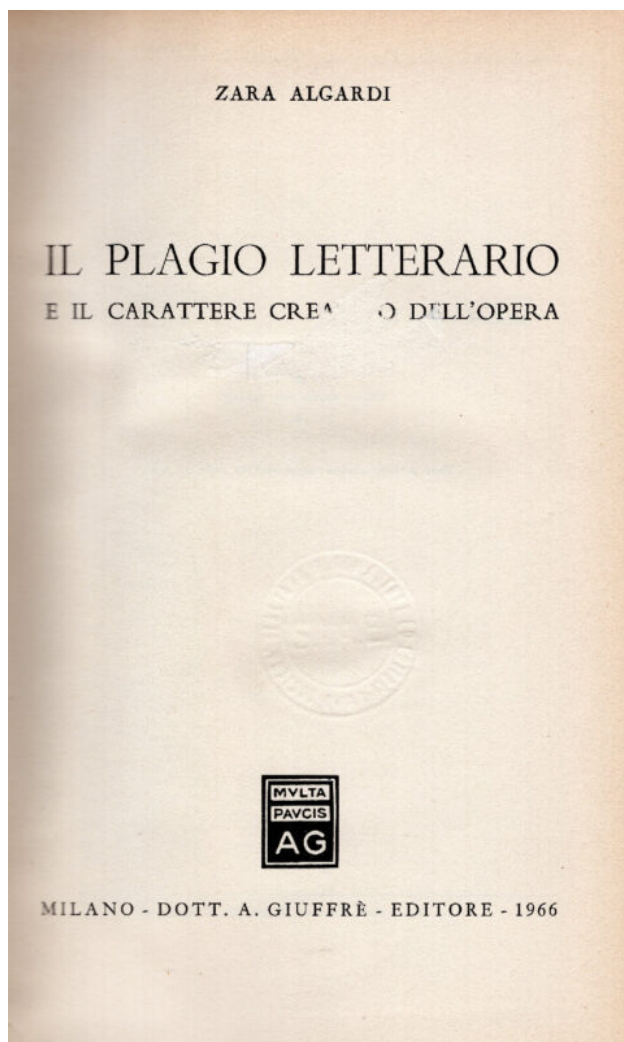 ZARA ALGARDI
IL PLAGIO LETTERARIO
E IL CARATTERE DELL'OPERA
MVLTA
PAVCIS
AG
MILANO - DOTT. A. GIUFFRÈ - EDITORE - 1966